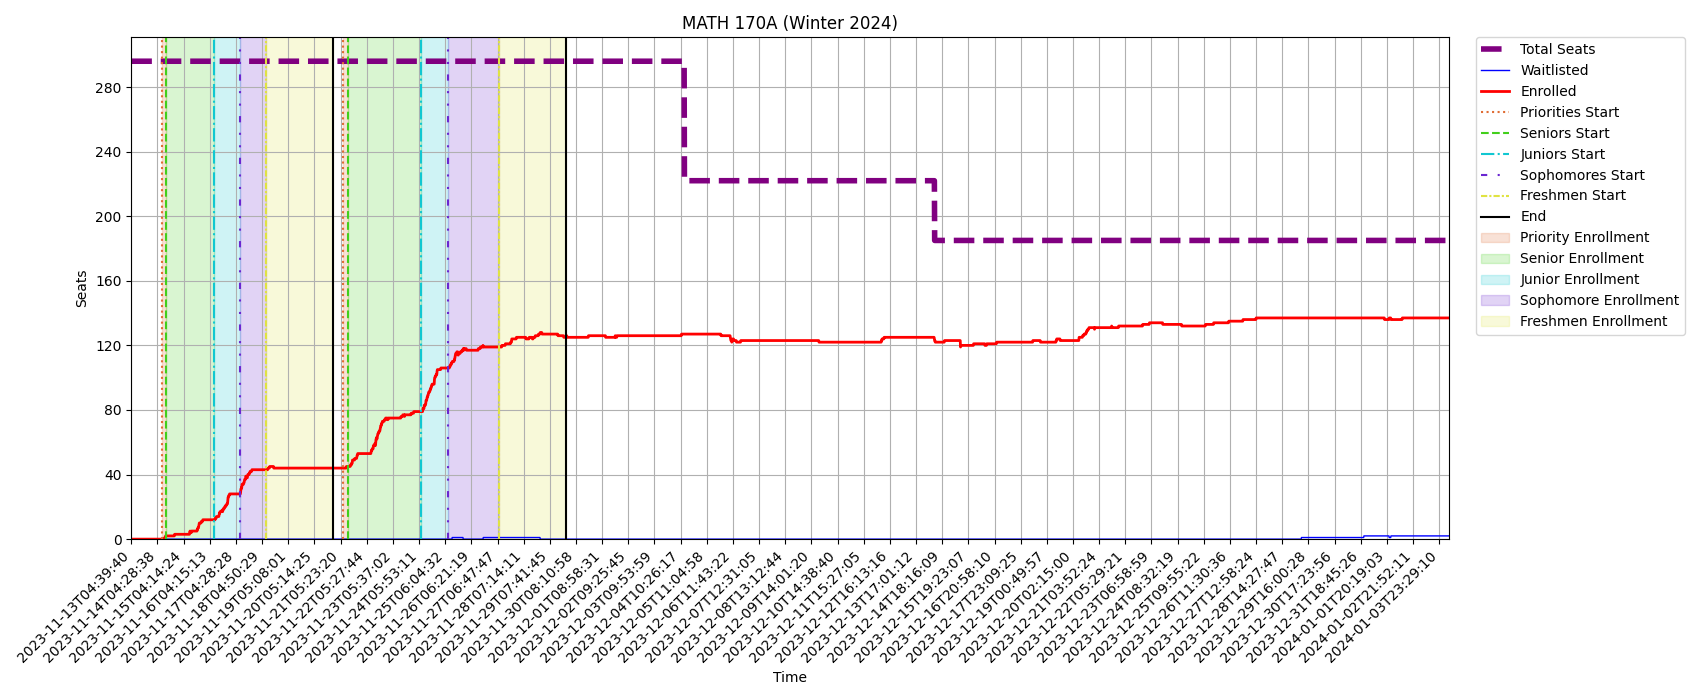 MATH 170A (Winter 2024)
Seats
280
240
200
160
120
80
40
0
2023-11-13T04:39:40
2023-11-14T04:28:38
2023-11-15T04:14:24
2023-11-16T04:15:13
2023-11-17T04:28:28
2023-11-18T04:50:29
2023-11-19T05:08:01
2023-11-20T05:14:25
2023-11-21T05:23:20
2023-11-22T05:27:44
2023-11-23T05:37:02
2023-11-24T05:53:11
2023-11-25T06:04:32
2023-11-26T06:21:19
2023-11-27T06:47:47
2023-11-28T07:14:11
2023-11-29T07:41:45
2023-11-30T08:10:58
2023-12-01T08:58:31
2023-12-02T09:25:45
2023-12-03T09:53:59
2023-12-04T10:26:17
2023-12-05T11:04:58
2023-12-06T11:43:22
2023-12-07T12:31:05
2023-12-08T13:12:44
2023-12-09T14:01:20
2023-12-10T14:38:40
2023-12-11T15:27:05
2023-12-12T16:13:16
2023-12-13T17:01:12
2023-12-14T18:16:09
2023-12-15T19:23:07
2023-12-16T20:58:10
2023-12-17T23:09:25
2023-12-19T00:49:57
2023-12-20T02:15:00
2023-12-21T03:52:24
2023-12-22T05:29:21
2023-12-23T06:58:59
2023-12-24T08:32:19
2023-12-25T09:55:22
2023-12-26T11:30:36
2023-12-27T12:58:24
2023-12-28T14:27:47
2023-12-29T16:00:28
2023-12-30T17:23:56
2023-12-31T18:45:26
2024-01-01T20:19:03
2024-01-02T21:52:11
2024-01-03T23:29:10
Time
Total Seats
Waitlisted
Enrolled
Priorities Start
Seniors Start
Juniors Start
Sophomores Start
Freshmen Start
End
Priority Enrollment
Senior Enrollment
Junior Enrollment
Sophomore Enrollment
Freshmen Enrollment